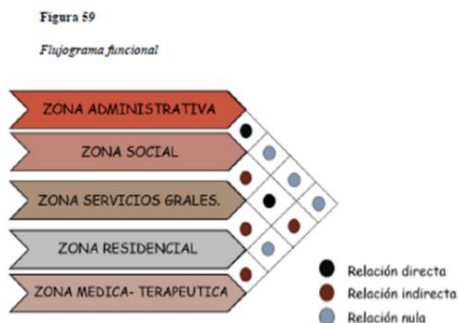 Figura 59
Flujograma funcional
ZONA ADMINISTRATIVA
ZONA SOCIAL
ZONA SERVICIOS GRALES.
ZONA RESIDENCIAL
ZONA MEDICA- TERAPEUTICA
Relación directa
Relación indirecta
Relación nula